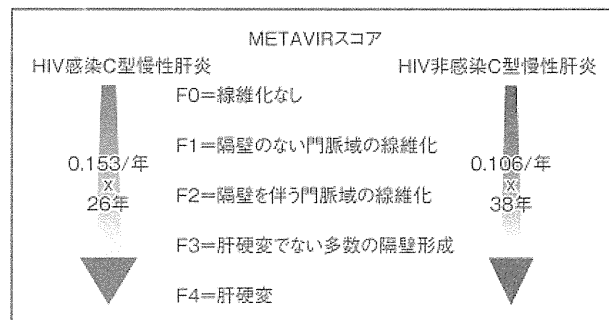 METAVIRスコア
HIV感染C型慢性肝炎
HIV非感染C型慢性肝炎
F0=線維化なし
F1=隔壁のない門脈域の線維化
0.153/年
x
26年
0.106/年
x
38年
F2=隔壁を伴う門脈域の線維化
F3=肝硬変でない多数の隔壁形成
F4=肝硬変